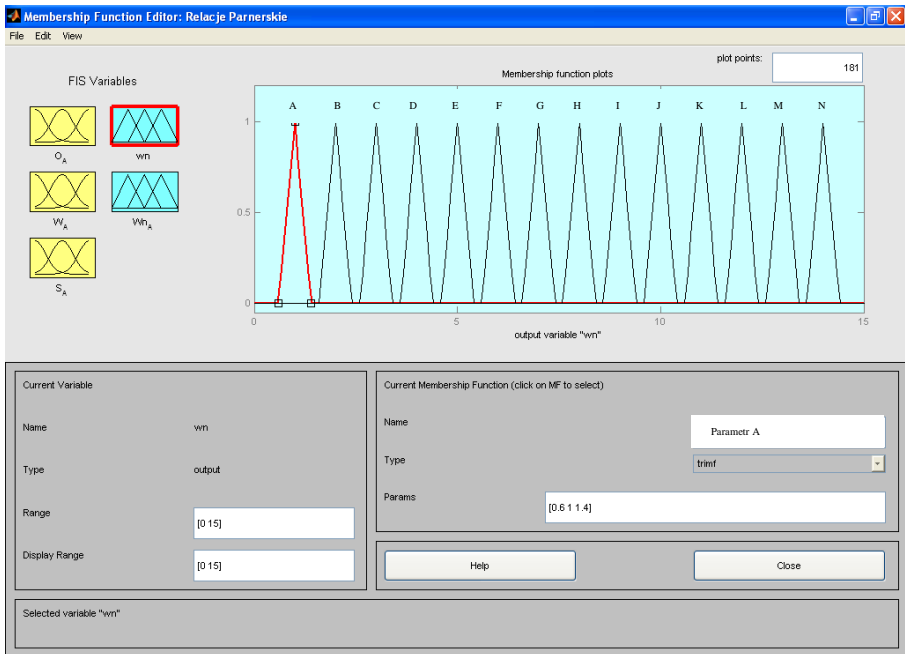 Membership Function Editor: Relacje Parnerskie
File Edit View
plot points:
181
FIS Variables
Membership function plots
O_A
wn
W_A
Wn_A
S_A
A B C D E F G H I J K L M N
1
0.5
0
0 5 10 15
output variable "wn"
Current Variable
Name wn
Type output
Range [0 15]
Display Range [0 15]
Current Membership Function (click on MF to select)
Name Parametr A
Type trimf
Params [0.6 1 1.4]
Help Close
Selected variable "wn"